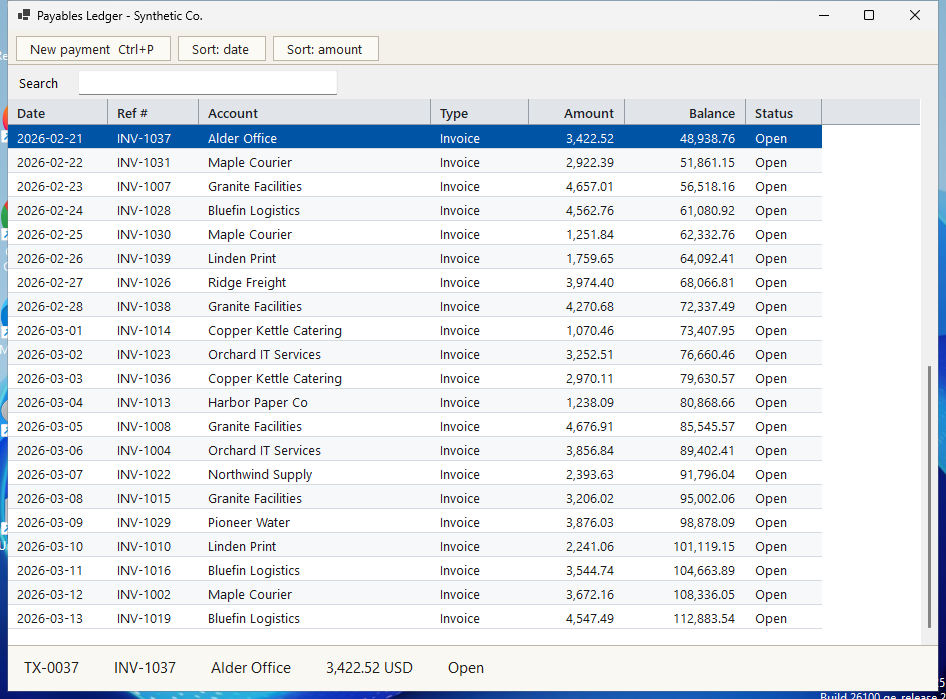 Payables Ledger - Synthetic Co.
New payment Ctrl+P Sort: date Sort: amount
Search
Date Ref # Account Type Amount Balance Status
2026-02-21 INV-1037 Alder Office Invoice 3,422.52 48,938.76 Open
2026-02-22 INV-1031 Maple Courier Invoice 2,922.39 51,861.15 Open
2026-02-23 INV-1007 Granite Facilities Invoice 4,657.01 56,518.16 Open
2026-02-24 INV-1028 Bluefin Logistics Invoice 4,562.76 61,080.92 Open
2026-02-25 INV-1030 Maple Courier Invoice 1,251.84 62,332.76 Open
2026-02-26 INV-1039 Linden Print Invoice 1,759.65 64,092.41 Open
2026-02-27 INV-1026 Ridge Freight Invoice 3,974.40 68,066.81 Open
2026-02-28 INV-1038 Granite Facilities Invoice 4,270.68 72,337.49 Open
2026-03-01 INV-1014 Copper Kettle Catering Invoice 1,070.46 73,407.95 Open
2026-03-02 INV-1023 Orchard IT Services Invoice 3,252.51 76,660.46 Open
2026-03-03 INV-1036 Copper Kettle Catering Invoice 2,970.11 79,630.57 Open
2026-03-04 INV-1013 Harbor Paper Co Invoice 1,238.09 80,868.66 Open
2026-03-05 INV-1008 Granite Facilities Invoice 4,676.91 85,545.57 Open
2026-03-06 INV-1004 Orchard IT Services Invoice 3,856.84 89,402.41 Open
2026-03-07 INV-1022 Northwind Supply Invoice 2,393.63 91,796.04 Open
2026-03-08 INV-1015 Granite Facilities Invoice 3,206.02 95,002.06 Open
2026-03-09 INV-1029 Pioneer Water Invoice 3,876.03 98,878.09 Open
2026-03-10 INV-1010 Linden Print Invoice 2,241.06 101,119.15 Open
2026-03-11 INV-1016 Bluefin Logistics Invoice 3,544.74 104,663.89 Open
2026-03-12 INV-1002 Maple Courier Invoice 3,672.16 108,336.05 Open
2026-03-13 INV-1019 Bluefin Logistics Invoice 4,547.49 112,883.54 Open
TX-0037 INV-1037 Alder Office 3,422.52 USD Open
Build 26100.ge_release